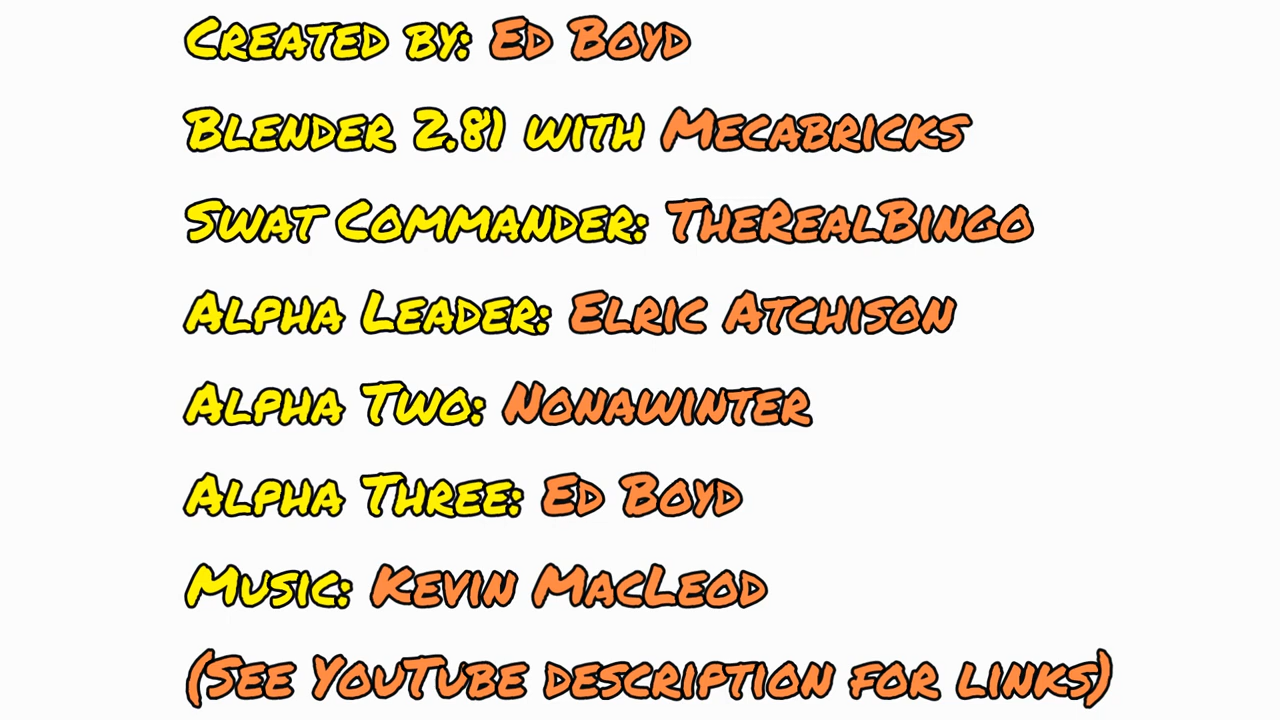 Created by: Ed Boyd
Blender 2.81 with Mecabricks
Swat Commander: TheRealBingo
Alpha Leader: Elric Atchison
Alpha Two: Nonawinter
Alpha Three: Ed Boyd
Music: Kevin MacLeod
(See YouTube description for links)